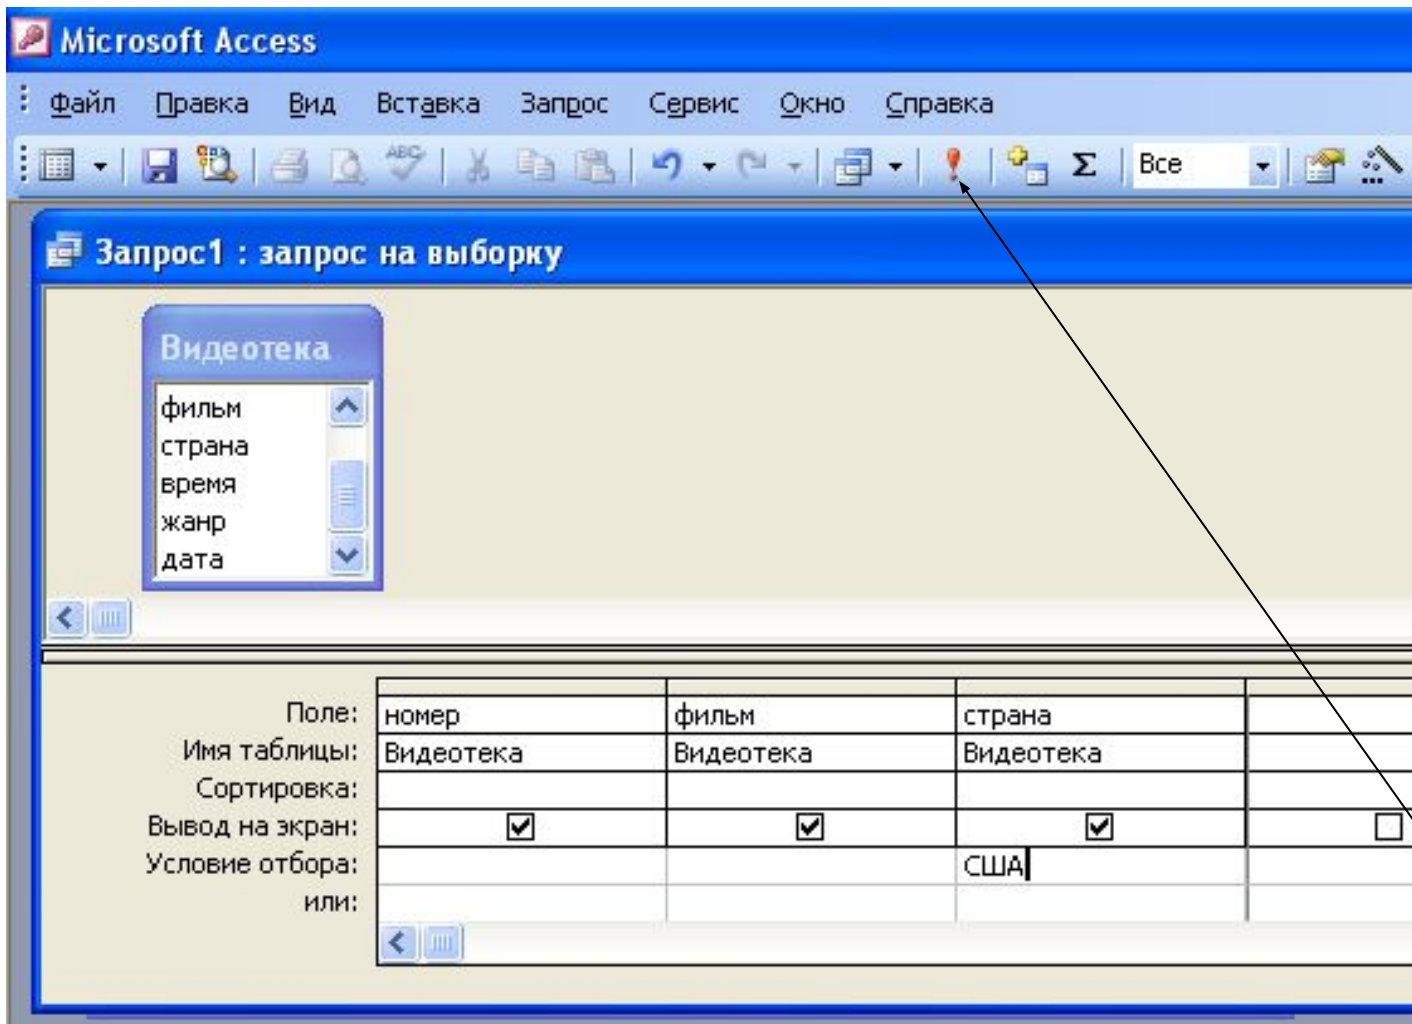 Microsoft Access
Файл Правка Вид Вставка Запрос Сервис Окно Справка
ABC Σ Все
Запрос1 : запрос на выборку
Видеотека
фильм
страна
время
жанр
дата
Поле: номер фильм страна
Имя таблицы: Видеотека Видеотека Видеотека
Сортировка:
Вывод на экран:
Условие отбора: США
или: